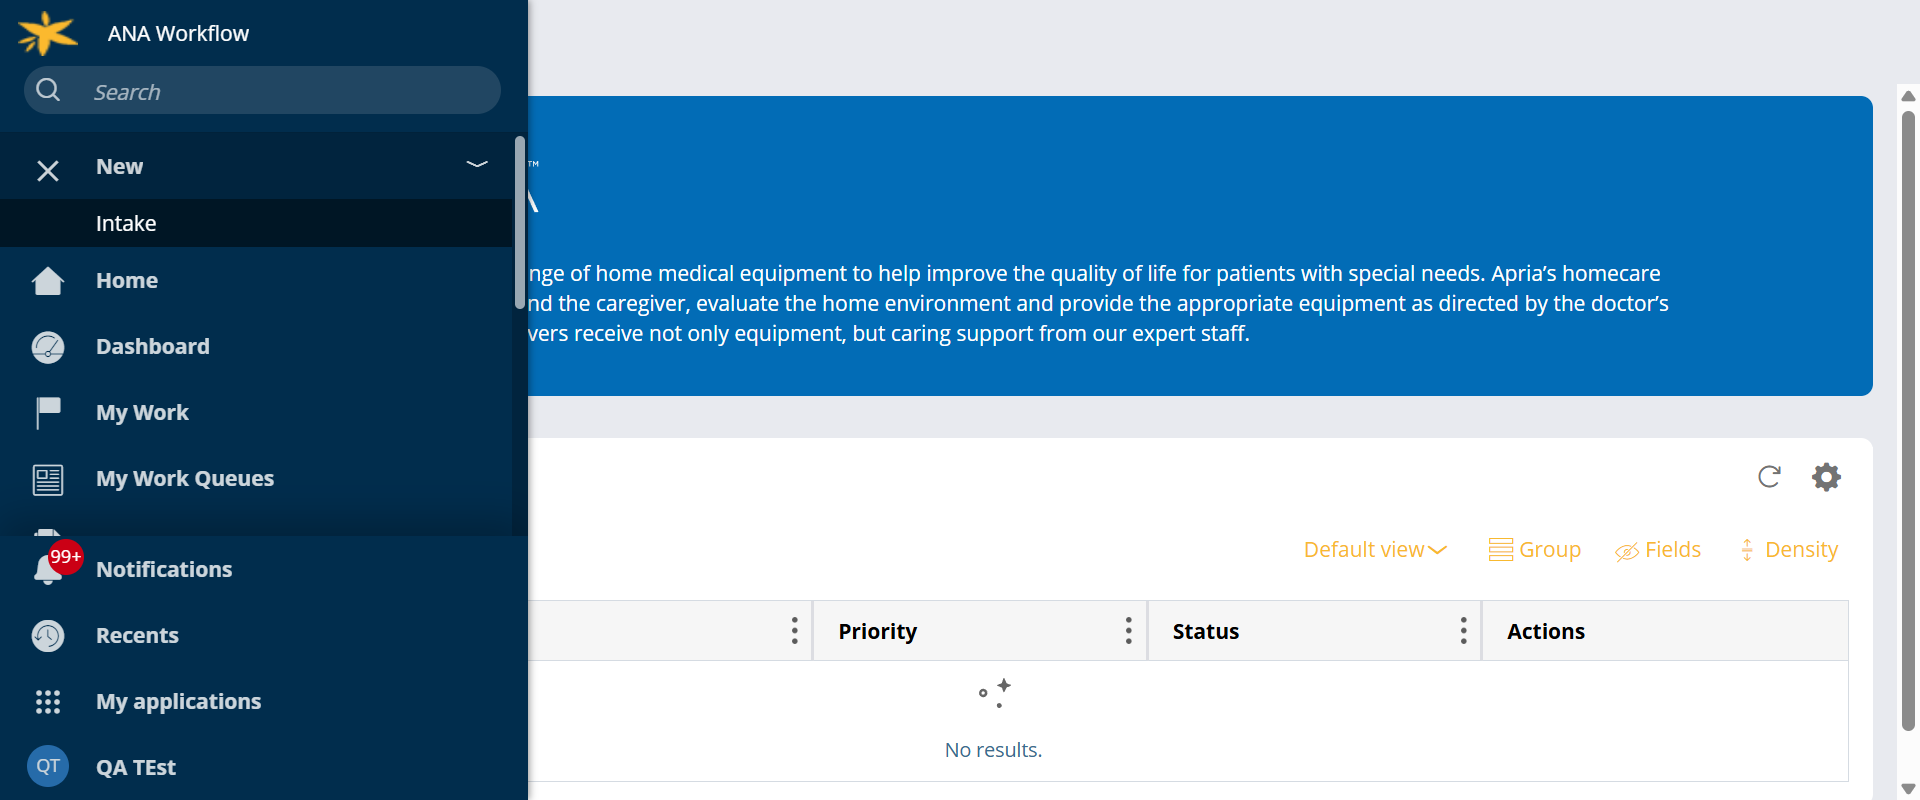 ANA Workflow
Search
New
Intake
Home
Dashboard
My Work
My Work Queues
99+
Notifications
Recents
My applications
QT
QA TEst
™
nge of home medical equipment to help improve the quality of life for patients with special needs. Apria’s homecare
nd the caregiver, evaluate the home environment and provide the appropriate equipment as directed by the doctor’s
vers receive not only equipment, but caring support from our expert staff.
Default view
Group
Fields
Density
Priority
Status
Actions
No results.